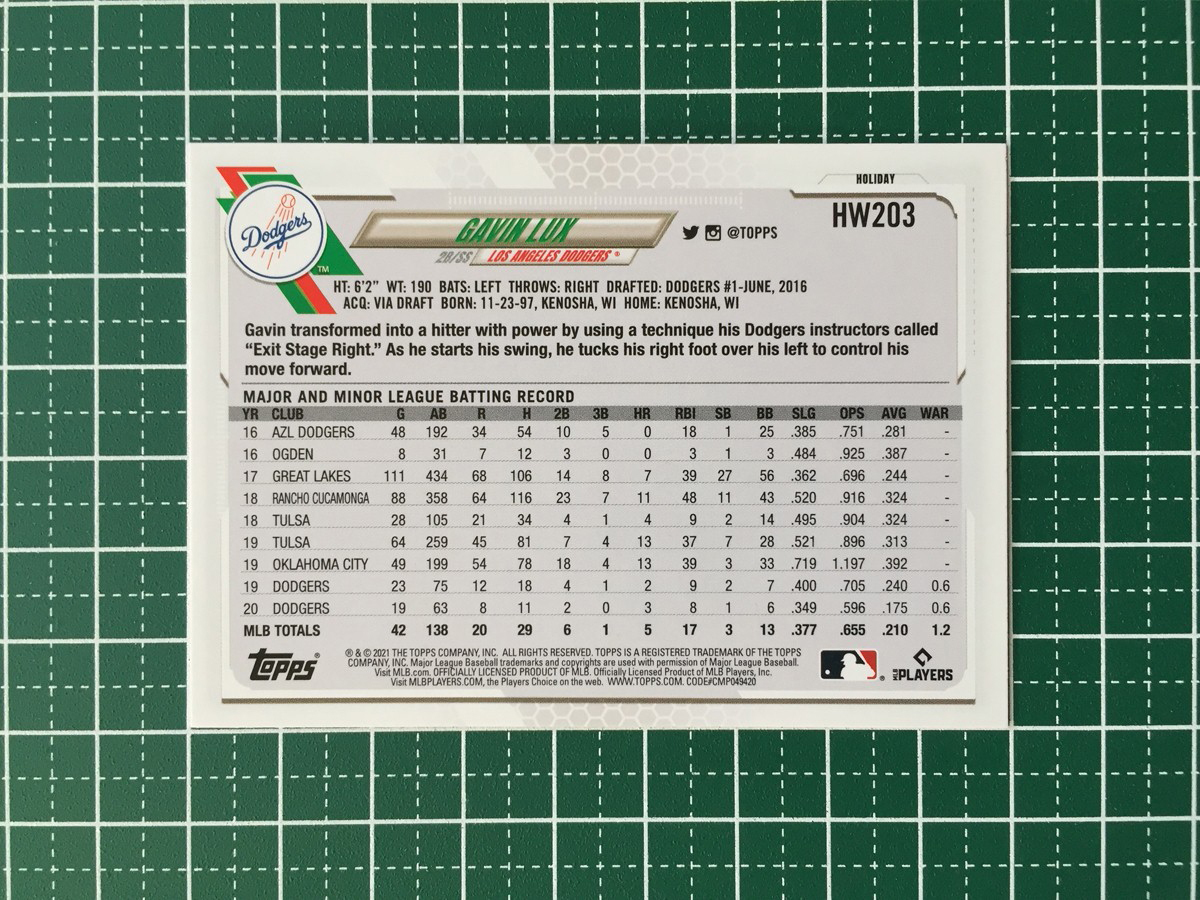 HOLIDAY
HW203
Dodgers
TM
GAVIN LUX
@TOPPS
2B/SS LOS ANGELES DODGERS ®
HT: 6'2" WT: 190 BATS: LEFT THROWS: RIGHT DRAFTED: DODGERS #1-JUNE, 2016
ACQ: VIA DRAFT BORN: 11-23-97, KENOSHA, WI HOME: KENOSHA, WI
Gavin transformed into a hitter with power by using a technique his Dodgers instructors called
“Exit Stage Right.” As he starts his swing, he tucks his right foot over his left to control his
move forward.
MAJOR AND MINOR LEAGUE BATTING RECORD
YR CLUB G AB R H 2B 3B HR RBI SB BB SLG OPS AVG WAR
16 AZL DODGERS 48 192 34 54 10 5 0 18 1 25 .385 .751 .281 -
16 OGDEN 8 31 7 12 3 0 0 3 1 3 .484 .925 .387 -
17 GREAT LAKES 111 434 68 106 14 8 7 39 27 56 .362 .696 .244 -
18 RANCHO CUCAMONGA 88 358 64 116 23 7 11 48 11 43 .520 .916 .324 -
18 TULSA 28 105 21 34 4 1 4 9 2 14 .495 .904 .324 -
19 TULSA 64 259 45 81 7 4 13 37 7 28 .521 .896 .313 -
19 OKLAHOMA CITY 49 199 54 78 18 4 13 39 3 33 .719 1.197 .392 -
19 DODGERS 23 75 12 18 4 1 2 9 2 7 .400 .705 .240 0.6
20 DODGERS 19 63 8 11 2 0 3 8 1 6 .349 .596 .175 0.6
MLB TOTALS 42 138 20 29 6 1 5 17 3 13 .377 .655 .210 1.2
Topps®
® & © 2021 THE TOPPS COMPANY, INC. ALL RIGHTS RESERVED. TOPPS IS A REGISTERED TRADEMARK OF THE TOPPS
COMPANY, INC. Major League Baseball trademarks and copyrights are used with permission of Major League Baseball.
Visit MLB.com. OFFICIALLY LICENSED PRODUCT OF MLB. Officially Licensed Product of MLB Players, Inc.
Visit MLBPLAYERS.COM, the Players Choice on the web. WWW.TOPPS.COM. CODE#CMP049420
®
MLB PLAYERS